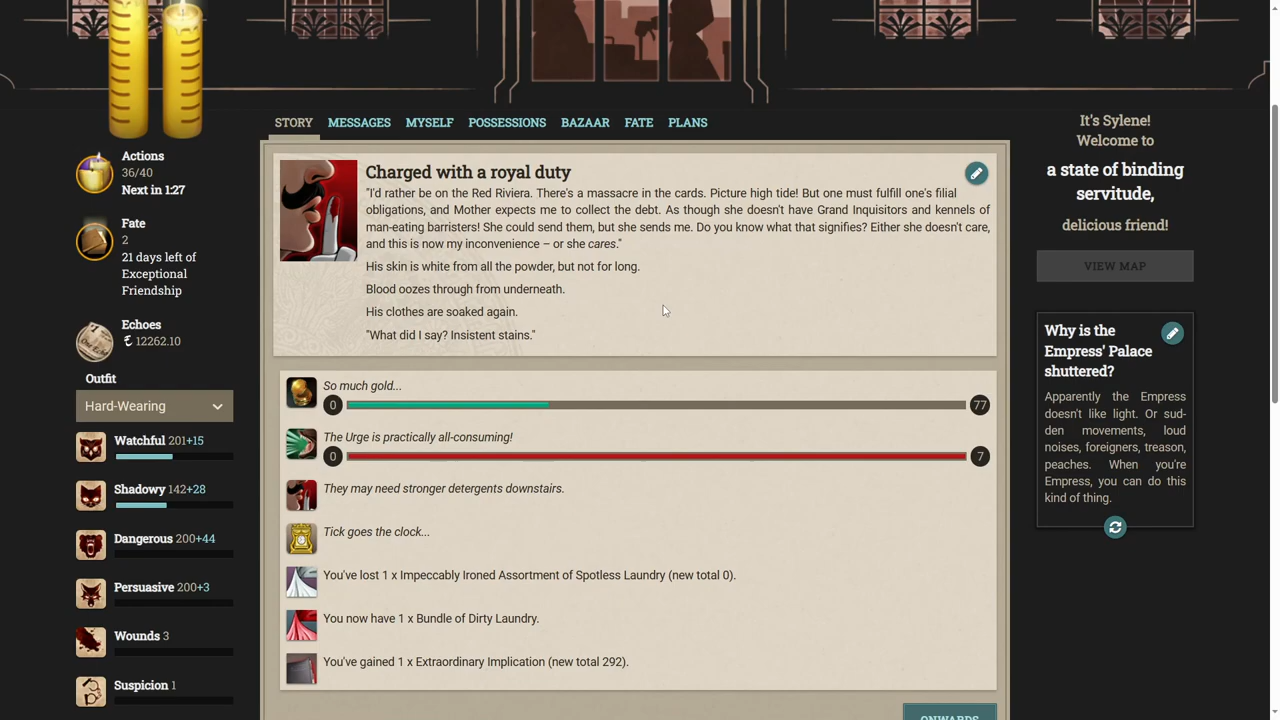 STORY MESSAGES MYSELF POSSESSIONS BAZAAR FATE PLANS
Actions
36/40
Next in 1:27
Fate
2
21 days left of
Exceptional
Friendship
Echoes
12262.10
Outfit
Hard-Wearing
Watchful 201+15
Shadowy 142+28
Dangerous 200+44
Persuasive 200+3
Wounds 3
Suspicion 1
Charged with a royal duty
"I'd rather be on the Red Riviera. There's a massacre in the cards. Picture high tide! But one must fulfill one's filial
obligations, and Mother expects me to collect the debt. As though she doesn't have Grand Inquisitors and kennels of
man-eating barristers! She could send them, but she sends me. Do you know what that signifies? Either she doesn't care,
and this is now my inconvenience – or she cares."
His skin is white from all the powder, but not for long.
Blood oozes through from underneath.
His clothes are soaked again.
"What did I say? Insistent stains."
So much gold...
0 77
The Urge is practically all-consuming!
0 7
They may need stronger detergents downstairs.
Tick goes the clock...
You've lost 1 x Impeccably Ironed Assortment of Spotless Laundry (new total 0).
You now have 1 x Bundle of Dirty Laundry.
You've gained 1 x Extraordinary Implication (new total 292).
ONWARDS
It's Sylene!
Welcome to
a state of binding
servitude,
delicious friend!
VIEW MAP
Why is the
Empress' Palace
shuttered?
Apparently the Empress
doesn't like light. Or sud-
den movements, loud
noises, foreigners, treason,
peaches. When you're
Empress, you can do this
kind of thing.